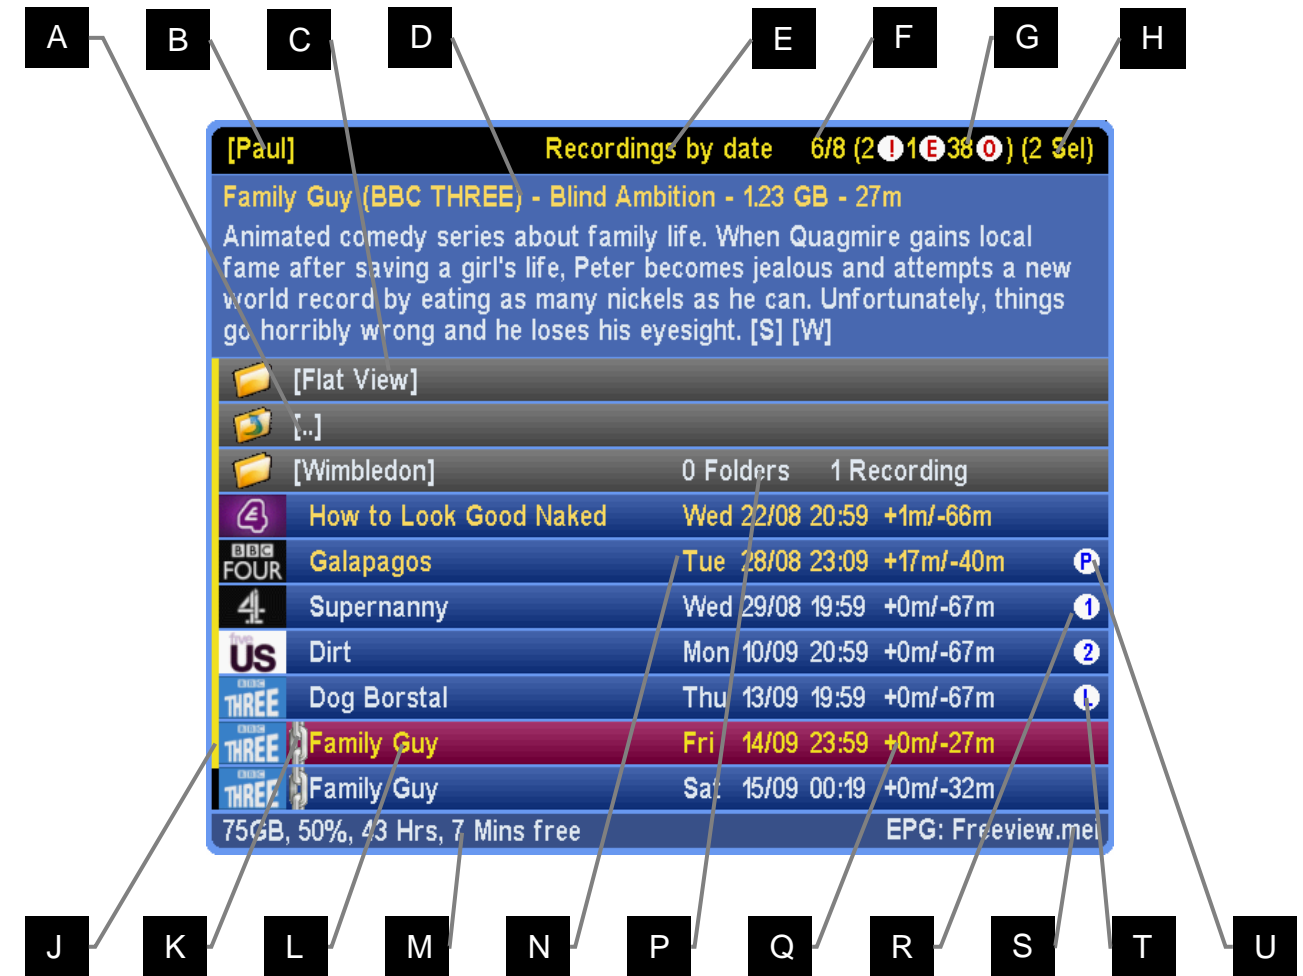 A B C D E F G H
[Paul] Recordings by date 6/8 (2 ! 1 E 38 O ) (2 Sel)
Family Guy (BBC THREE) - Blind Ambition - 1.23 GB - 27m
Animated comedy series about family life. When Quagmire gains local
fame after saving a girl's life, Peter becomes jealous and attempts a new
world record by eating as many nickels as he can. Unfortunately, things
go horribly wrong and he loses his eyesight. [S] [W]
[Flat View]
[..]
[Wimbledon] 0 Folders 1 Recording
4 How to Look Good Naked Wed 22/08 20:59 +1m/-66m
BBC FOUR Galapagos Tue 28/08 23:09 +17m/-40m P
4 Supernanny Wed 29/08 19:59 +0m/-67m 1
five US Dirt Mon 10/09 20:59 +0m/-67m 2
BBC THREE Dog Borstal Thu 13/09 19:59 +0m/-67m L
BBC THREE Family Guy Fri 14/09 23:59 +0m/-27m
BBC THREE Family Guy Sat 15/09 00:19 +0m/-32m
75GB, 50%, 43 Hrs, 7 Mins free EPG: Freeview.mei
J K L M N P Q R S T U